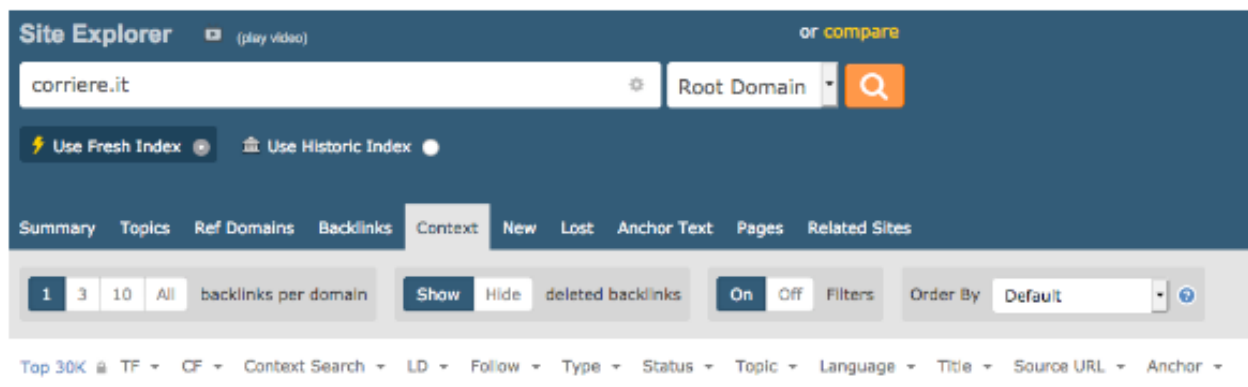 Site Explorer (play video) or compare
corriere.it Root Domain
Use Fresh Index Use Historic Index
Summary Topics Ref Domains Backlinks Context New Lost Anchor Text Pages Related Sites
1 3 10 All backlinks per domain Show Hide deleted backlinks On Off Filters Order By Default ?
Top 30K TF CF Context Search LD Follow Type Status Topic Language Title Source URL Anchor